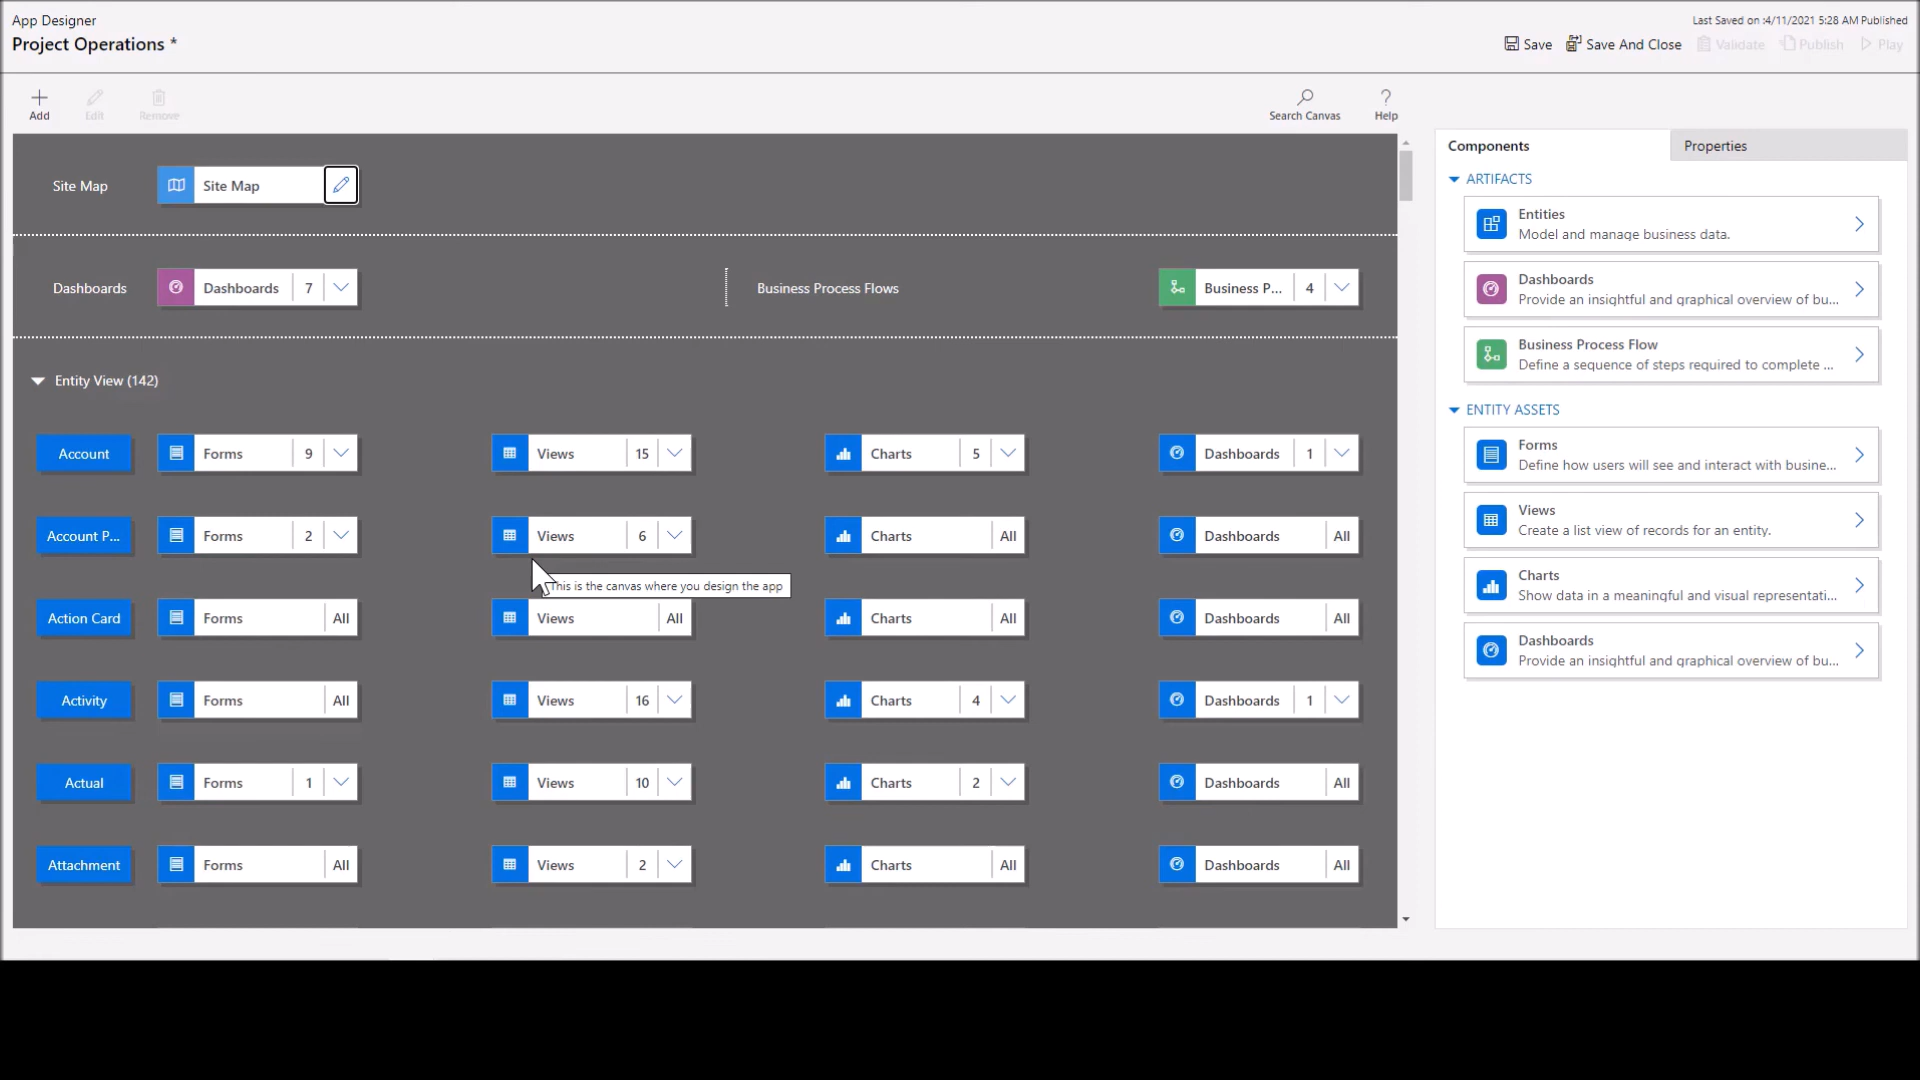 App Designer
Last Saved on :4/11/2021 5:28 AM Published
Project Operations *
Save
Save And Close
Validate
Publish
Play
Add
Edit
Remove
Search Canvas
Help
Site Map
Site Map
Dashboards
Dashboards 7
Business Process Flows
Business P... 4
Entity View (142)
Account Forms 9 Views 15 Charts 5 Dashboards 1
Account P... Forms 2 Views 6 Charts All Dashboards All
This is the canvas where you design the app
Action Card Forms All Views All Charts All Dashboards All
Activity Forms All Views 16 Charts 4 Dashboards 1
Actual Forms 1 Views 10 Charts 2 Dashboards All
Attachment Forms All Views 2 Charts All Dashboards All
Components
Properties
ARTIFACTS
Entities
Model and manage business data.
Dashboards
Provide an insightful and graphical overview of bu...
Business Process Flow
Define a sequence of steps required to complete ...
ENTITY ASSETS
Forms
Define how users will see and interact with busine...
Views
Create a list view of records for an entity.
Charts
Show data in a meaningful and visual representati...
Dashboards
Provide an insightful and graphical overview of bu...